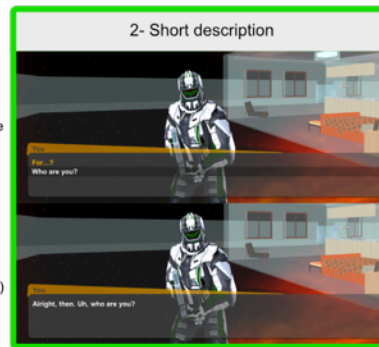 2- Short description
e
You
For...?
Who are you?
)
You
Alright, then. Uh, who are you?